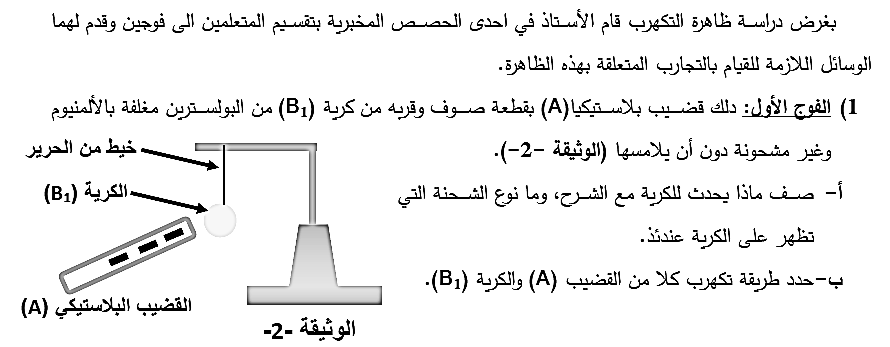 بغرض دراسة ظاهرة التكهرب قام الأستاذ في احدى الحصص المخبرية بتقسيم المتعلمين الى فوجين وقدم لهما
الوسائل اللازمة للقيام بالتجارب المتعلقة بهذه الظاهرة.
1) الفوج الأول: دلك قضيب بلاستيكيا(A) بقطعة صوف وقربه من كرية (B₁) من البولسترين مغلفة بالألمنيوم
وغير مشحونة دون أن يلامسها (الوثيقة -2-).
أ- صف ماذا يحدث للكرية مع الشرح، وما نوع الشحنة التي
تظهر على الكرية عندئذ.
ب-حدد طريقة تكهرب كلا من القضيب (A) والكرية (B₁).
خيط من الحرير
الكرية (B₁)
القضيب البلاستيكي (A)
الوثيقة -2-